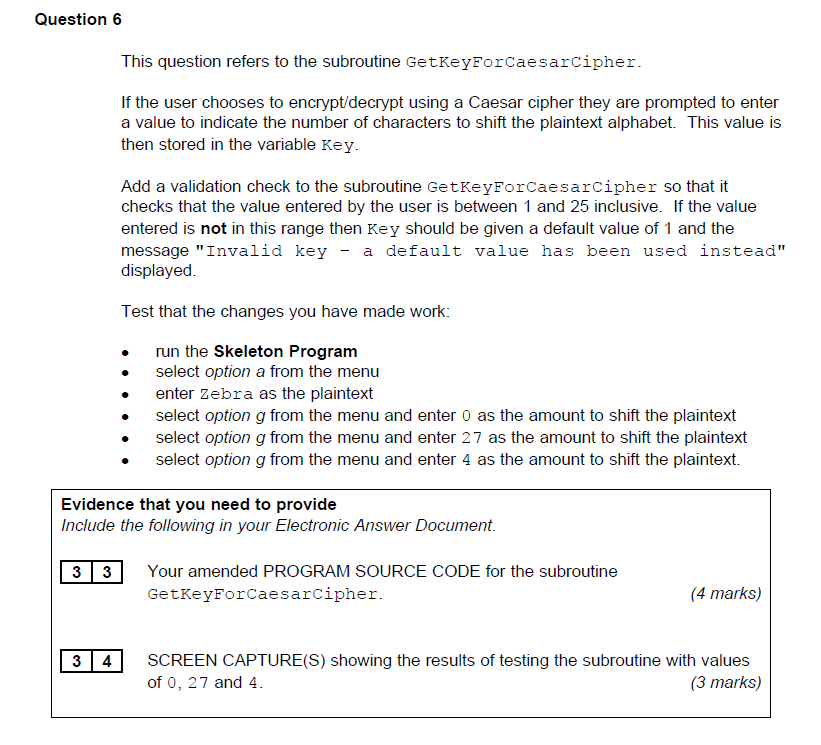 Question 6
This question refers to the subroutine GetKeyForCaesarCipher.
If the user chooses to encrypt/decrypt using a Caesar cipher they are prompted to enter
a value to indicate the number of characters to shift the plaintext alphabet. This value is
then stored in the variable Key.
Add a validation check to the subroutine GetKeyForCaesarCipher so that it
checks that the value entered by the user is between 1 and 25 inclusive. If the value
entered is not in this range then Key should be given a default value of 1 and the
message "Invalid key – a default value has been used instead"
displayed.
Test that the changes you have made work:
• run the Skeleton Program
• select option a from the menu
• enter Zebra as the plaintext
• select option g from the menu and enter 0 as the amount to shift the plaintext
• select option g from the menu and enter 27 as the amount to shift the plaintext
• select option g from the menu and enter 4 as the amount to shift the plaintext.
Evidence that you need to provide
Include the following in your Electronic Answer Document.
3 3 Your amended PROGRAM SOURCE CODE for the subroutine
GetKeyForCaesarCipher. (4 marks)
3 4 SCREEN CAPTURE(S) showing the results of testing the subroutine with values
of 0, 27 and 4. (3 marks)